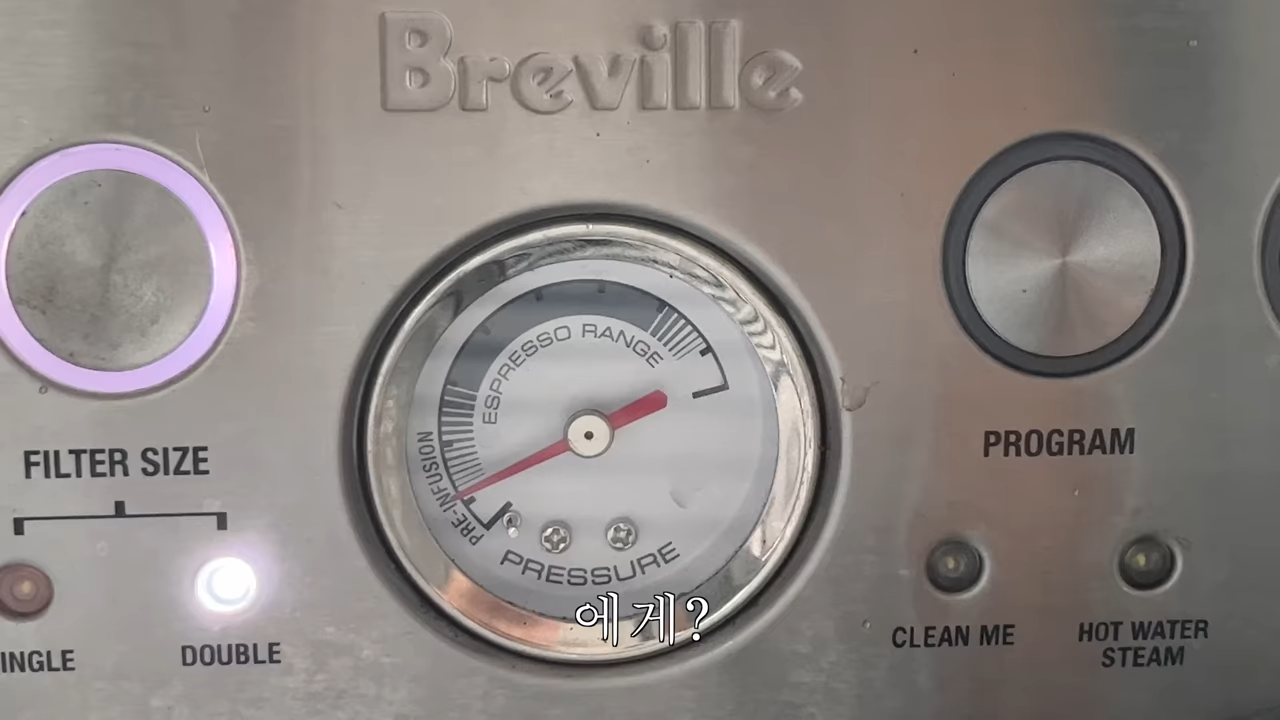 Breville
ESPRESSO RANGE
PRE-INFUSION
PRESSURE
FILTER SIZE
INGLE
DOUBLE
PROGRAM
CLEAN ME
HOT WATER
STEAM
에게?